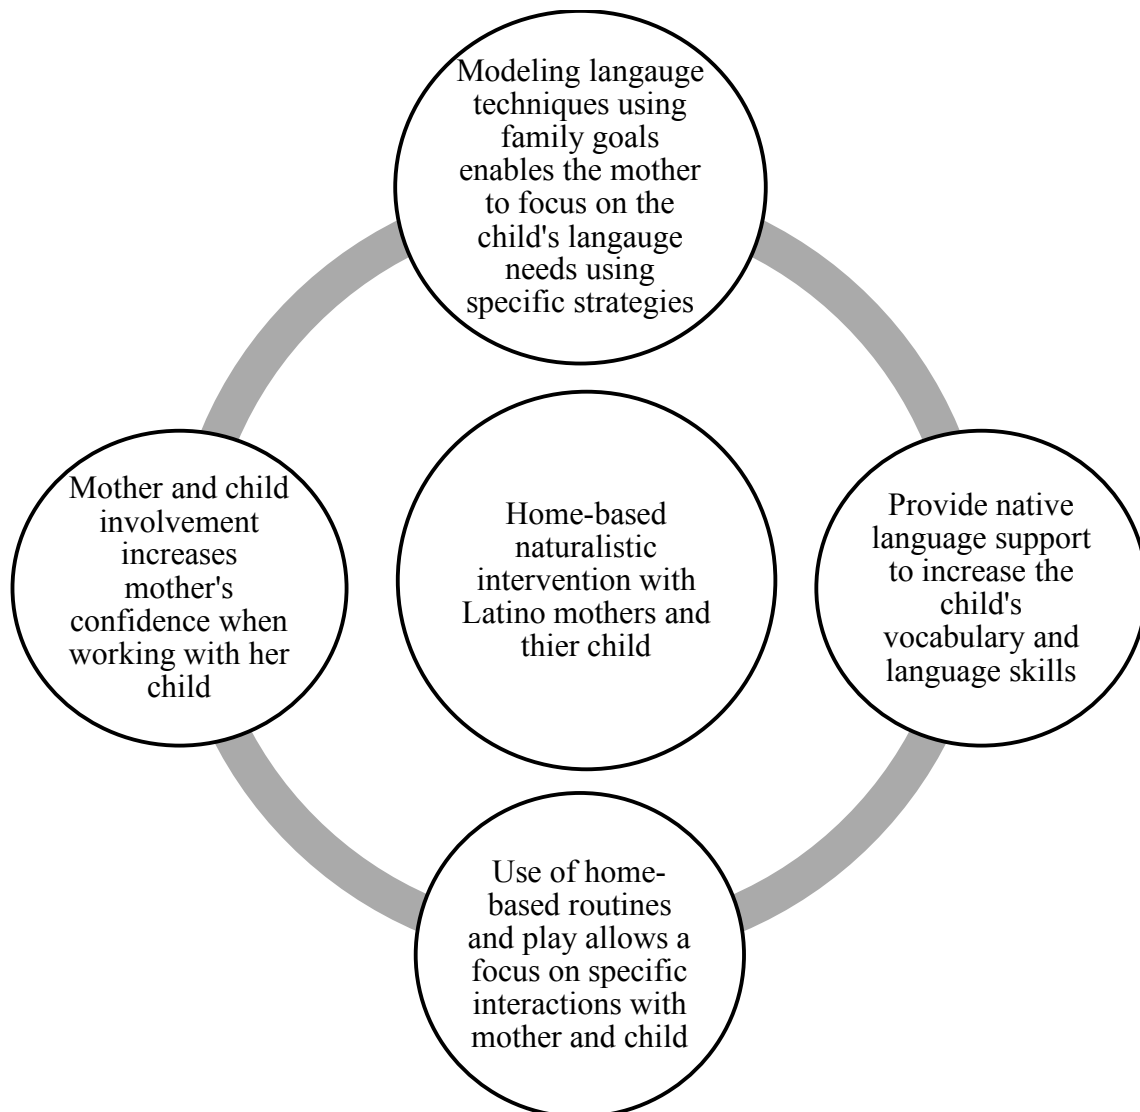 Modeling langauge
techniques using
family goals
enables the mother
to focus on the
child's langauge
needs using
specific strategies
Mother and child
involvement
increases
mother's
confidence when
working with her
child
Home-based
naturalistic
intervention with
Latino mothers and
thier child
Provide native
language support
to increase the
child's
vocabulary and
language skills
Use of home-
based routines
and play allows a
focus on specific
interactions with
mother and child